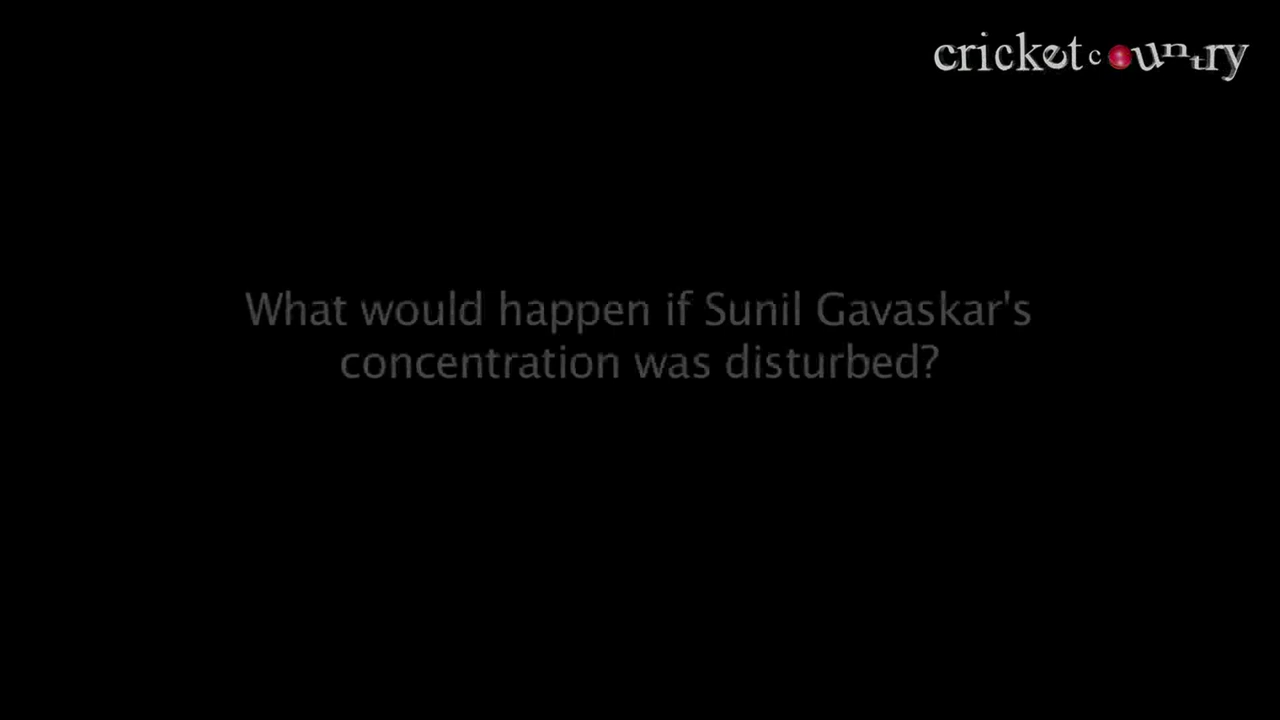 cricketcountry
What would happen if Sunil Gavaskar's
concentration was disturbed?